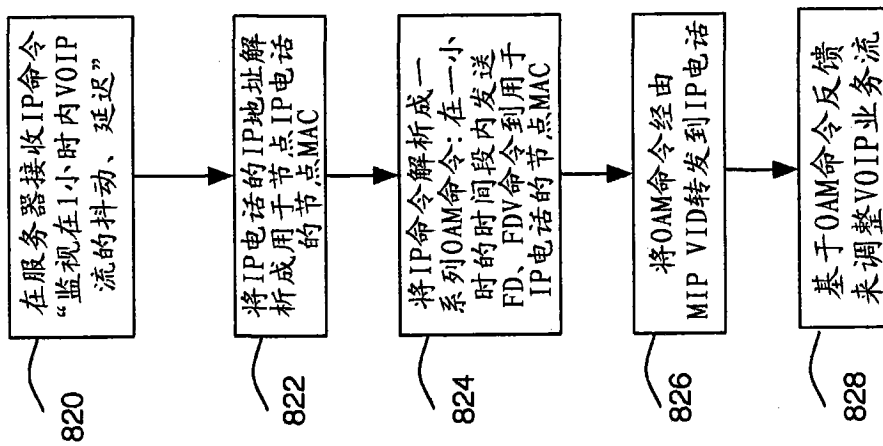 在服务器接收IP命令
“监视在1小时内VOIP
流的抖动、延迟”
820
将IP电话的IP地址解
析成用于节点IP电话
的节点MAC
822
将IP命令解析成一
系列OAM命令:在一小
时的时间段内发送
FD、FDV命令到用于
IP电话的节点MAC
824
将OAM命令经由
MIP VID转发到IP电话
826
基于OAM命令反馈
来调整VOIP业务流
828